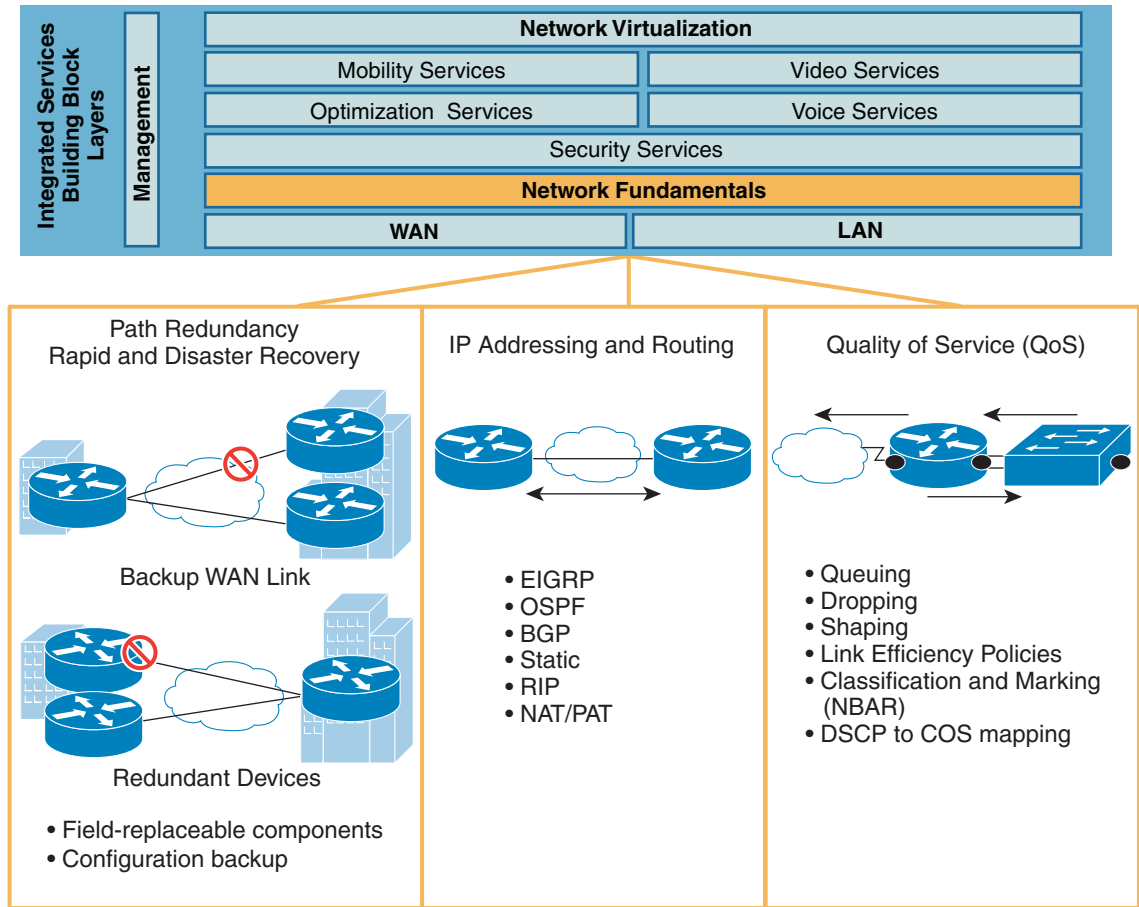 Integrated Services
Building Block
Layers
Management
Network Virtualization
Mobility Services
Video Services
Optimization Services
Voice Services
Security Services
Network Fundamentals
WAN
LAN
Path Redundancy
Rapid and Disaster Recovery
Backup WAN Link
Redundant Devices
• Field-replaceable components
• Configuration backup
IP Addressing and Routing
• EIGRP
• OSPF
• BGP
• Static
• RIP
• NAT/PAT
Quality of Service (QoS)
• Queuing
• Dropping
• Shaping
• Link Efficiency Policies
• Classification and Marking
(NBAR)
• DSCP to COS mapping